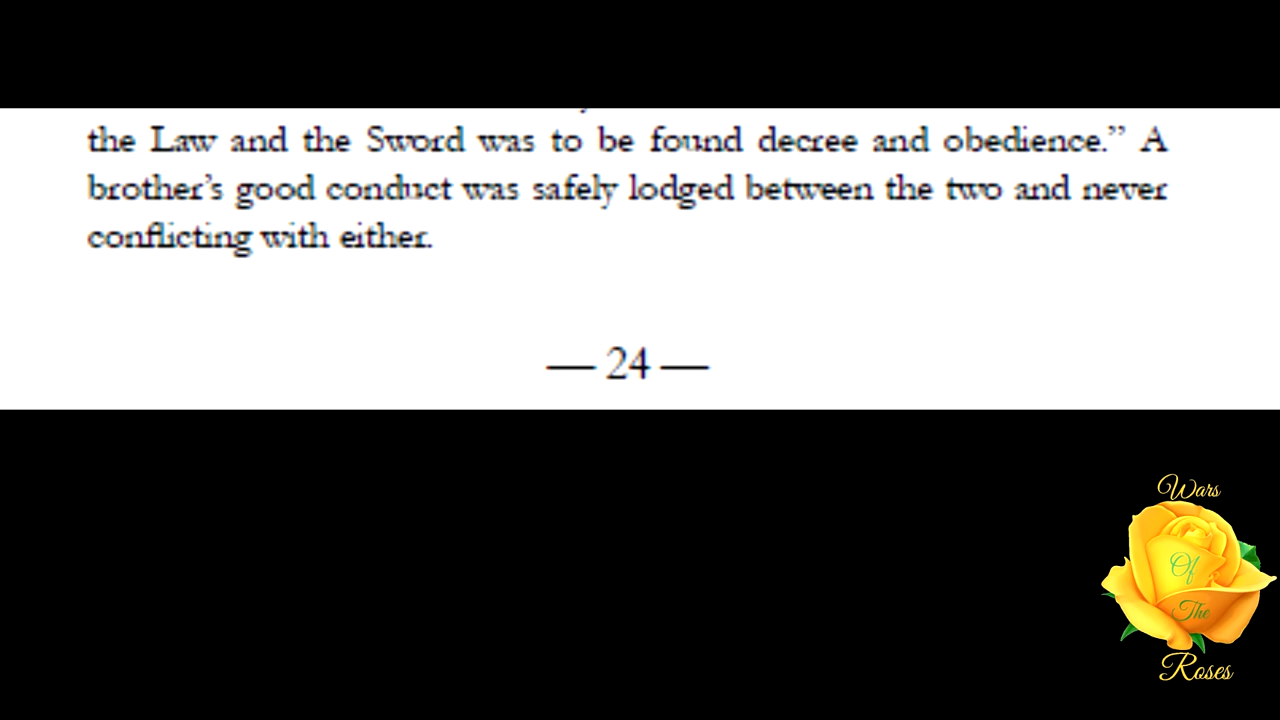 the Law and the Sword was to be found decree and obedience.” A
brother’s good conduct was safely lodged between the two and never
conflicting with either.
— 24 —
Wars
Of
The
Roses